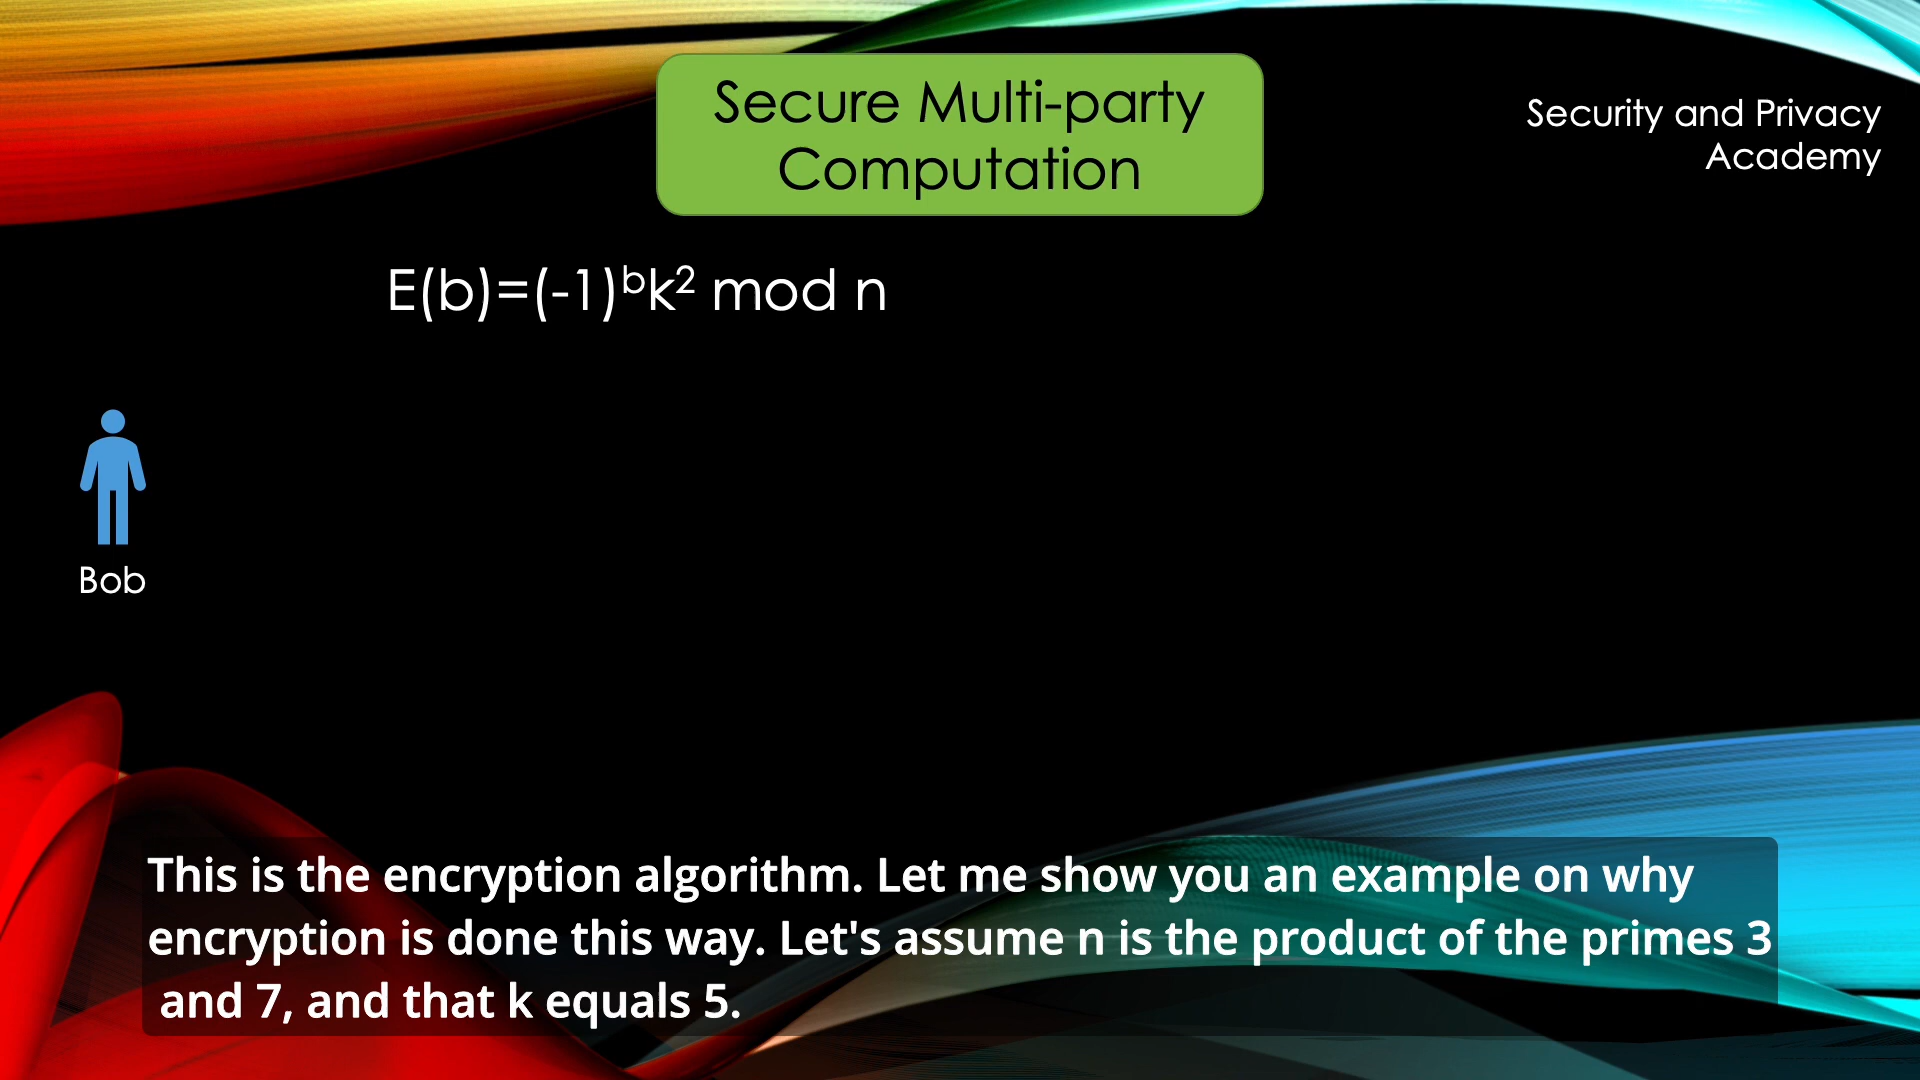 Secure Multi-party
Computation
Security and Privacy
Academy
E(b)=(-1)ᵇk² mod n
Bob
This is the encryption algorithm. Let me show you an example on why
encryption is done this way. Let's assume n is the product of the primes 3
and 7, and that k equals 5.